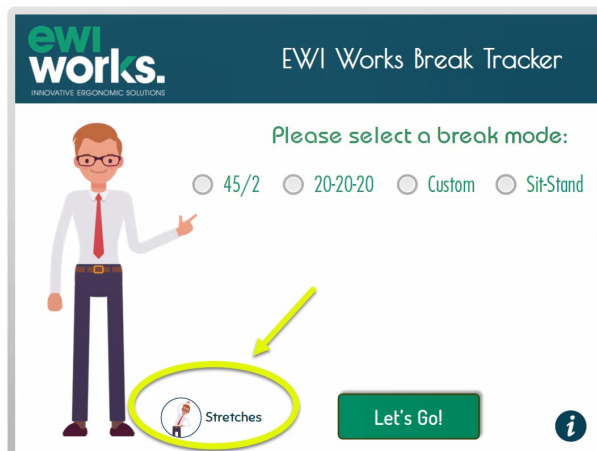 ewi
works.
INNOVATIVE ERGONOMIC SOLUTIONS
EWI Works Break Tracker
Please select a break mode:
45/2 20-20-20 Custom Sit-Stand
Stretches
Let's Go!
i